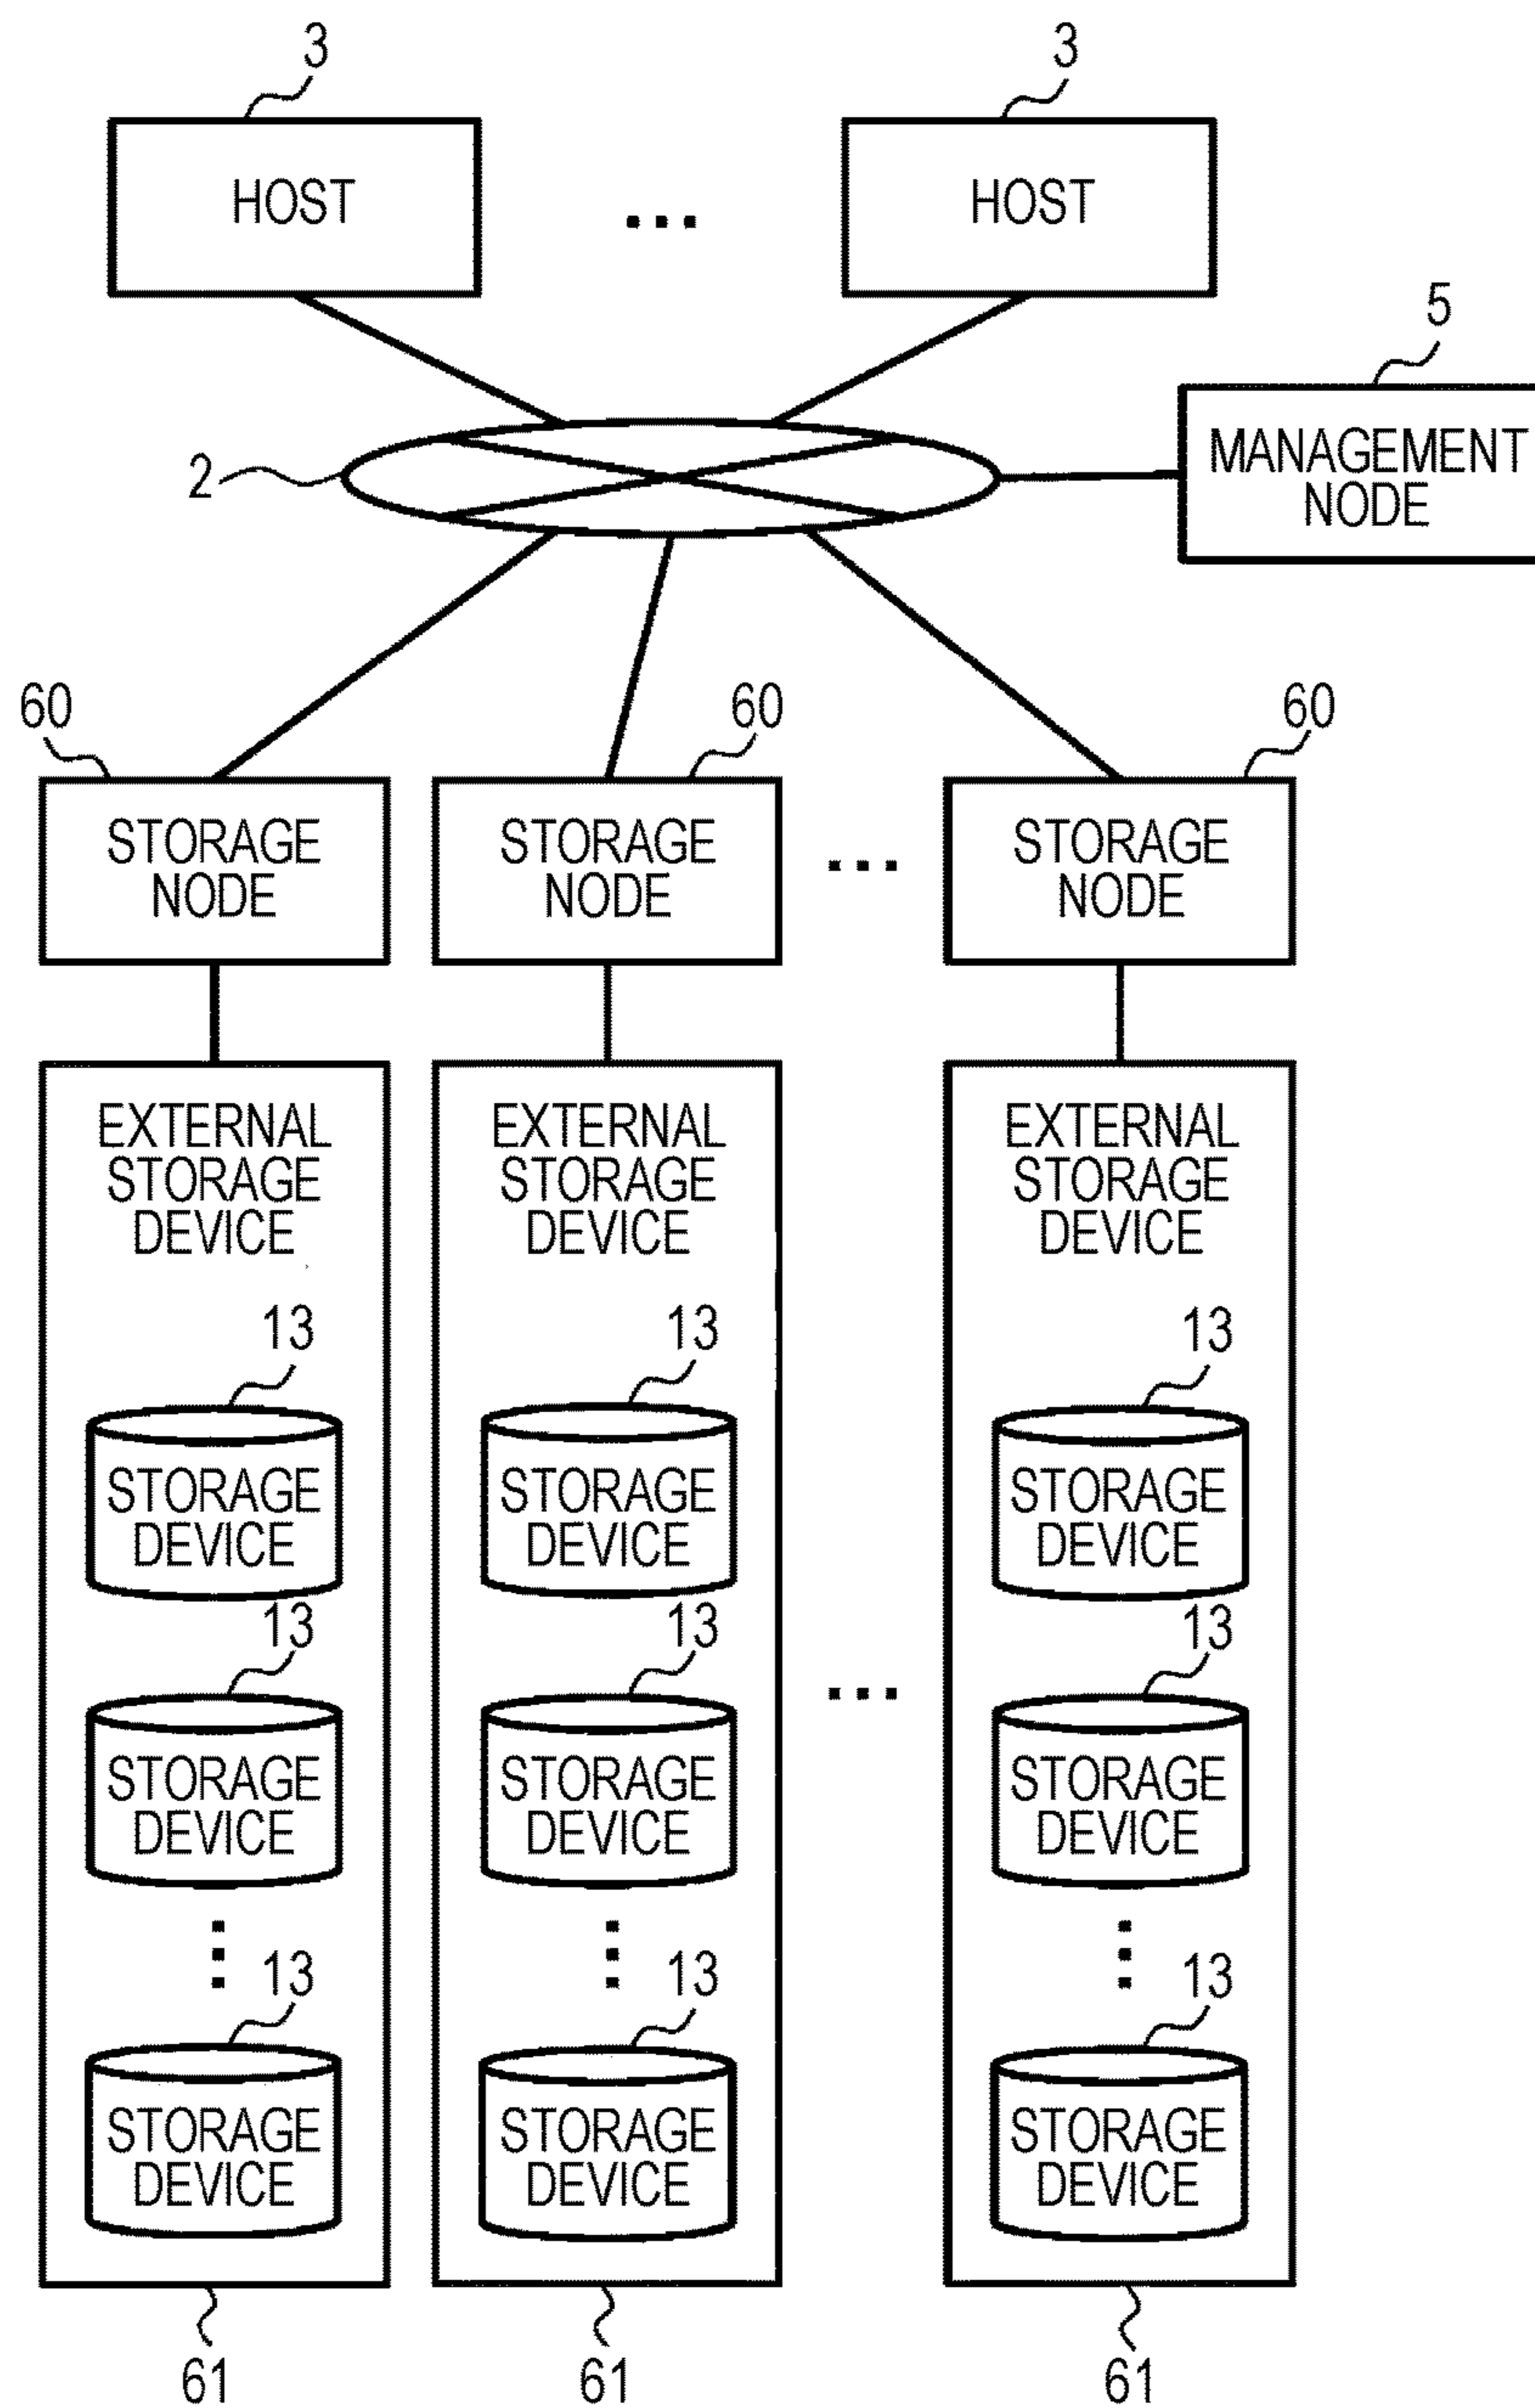 3
3
HOST
...
HOST
5
MANAGEMENT
NODE
2
60
60
60
STORAGE
NODE
STORAGE
NODE
...
STORAGE
NODE
EXTERNAL
STORAGE
DEVICE
EXTERNAL
STORAGE
DEVICE
EXTERNAL
STORAGE
DEVICE
13
13
13
STORAGE
DEVICE
STORAGE
DEVICE
STORAGE
DEVICE
13
13
13
...
STORAGE
DEVICE
STORAGE
DEVICE
STORAGE
DEVICE
13
13
13
STORAGE
DEVICE
STORAGE
DEVICE
STORAGE
DEVICE
61
61
61